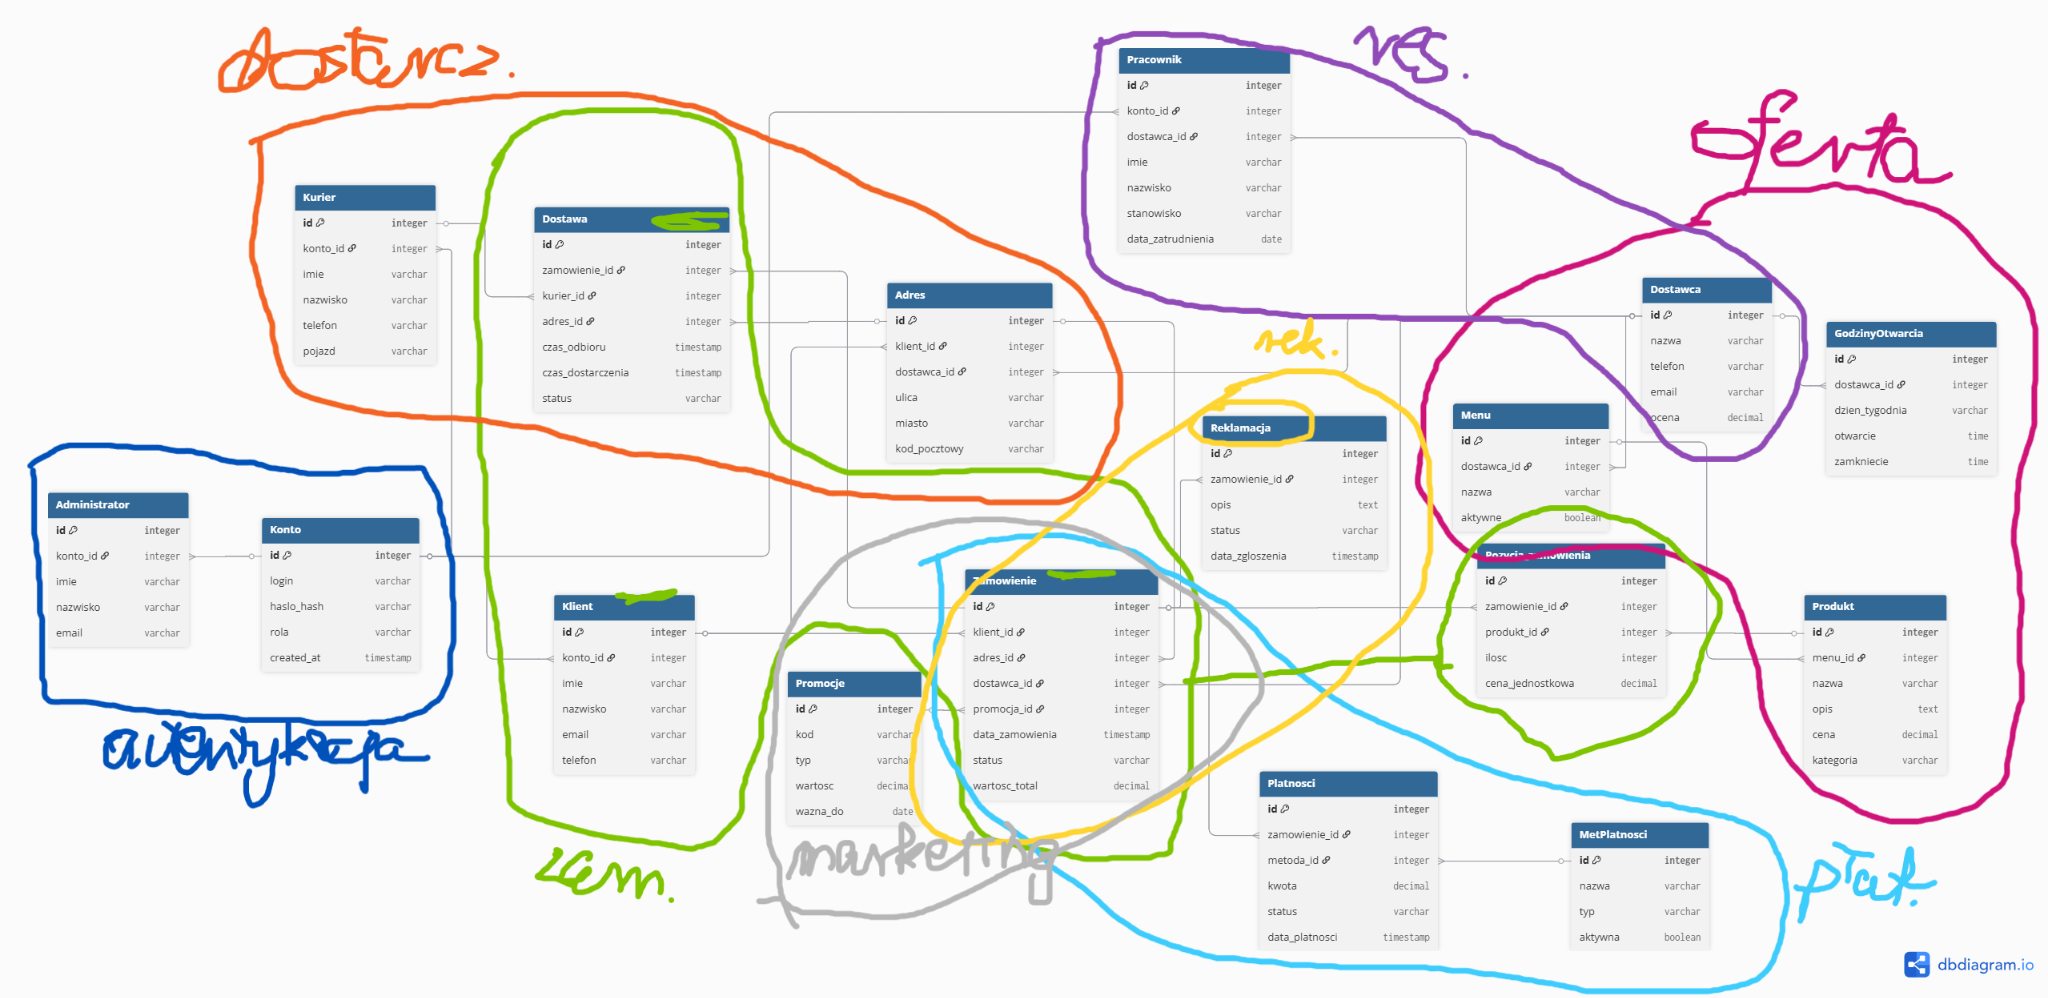 dostarcz.
res.
oferta
Pracownik
id integer
konto_id integer
dostawca_id integer
imie varchar
nazwisko varchar
stanowisko varchar
data_zatrudnienia date
Kurier
id integer
konto_id integer
imie varchar
nazwisko varchar
telefon varchar
pojazd varchar
Dostawa
id integer
zamowienie_id integer
kurier_id integer
adres_id integer
czas_odbioru timestamp
czas_dostarczenia timestamp
status varchar
Adres
id integer
klient_id integer
dostawca_id integer
ulica varchar
miasto varchar
kod_pocztowy varchar
Dostawca
id integer
nazwa varchar
telefon varchar
email varchar
ocena decimal
GodzinyOtwarcia
id integer
dostawca_id integer
dzien_tygodnia varchar
otwarcie time
zamkniecie time
rek.
Reklamacja
id integer
zamowienie_id integer
opis text
status varchar
data_zgloszenia timestamp
Menu
id integer
dostawca_id integer
nazwa varchar
aktywne boolean
Administrator
id integer
konto_id integer
imie varchar
nazwisko varchar
email varchar
Konto
id integer
login varchar
haslo_hash varchar
rola varchar
created_at timestamp
Klient
id integer
konto_id integer
imie varchar
nazwisko varchar
email varchar
telefon varchar
Promocje
id integer
kod varchar
typ varchar
wartosc decimal
wazna_do date
Zamowienie
id integer
klient_id integer
adres_id integer
dostawca_id integer
promocja_id integer
data_zamowienia timestamp
status varchar
wartosc_total decimal
Pozycja_zamowienia
id integer
zamowienie_id integer
produkt_id integer
ilosc integer
cena_jednostkowa decimal
Produkt
id integer
menu_id integer
nazwa varchar
opis text
cena decimal
kategoria varchar
Platnosci
id integer
zamowienie_id integer
metoda_id integer
kwota decimal
status varchar
data_platnosci timestamp
MetPlatnosci
id integer
nazwa varchar
typ varchar
aktywna boolean
zam.
marketing
płat.
dbdiagram.io